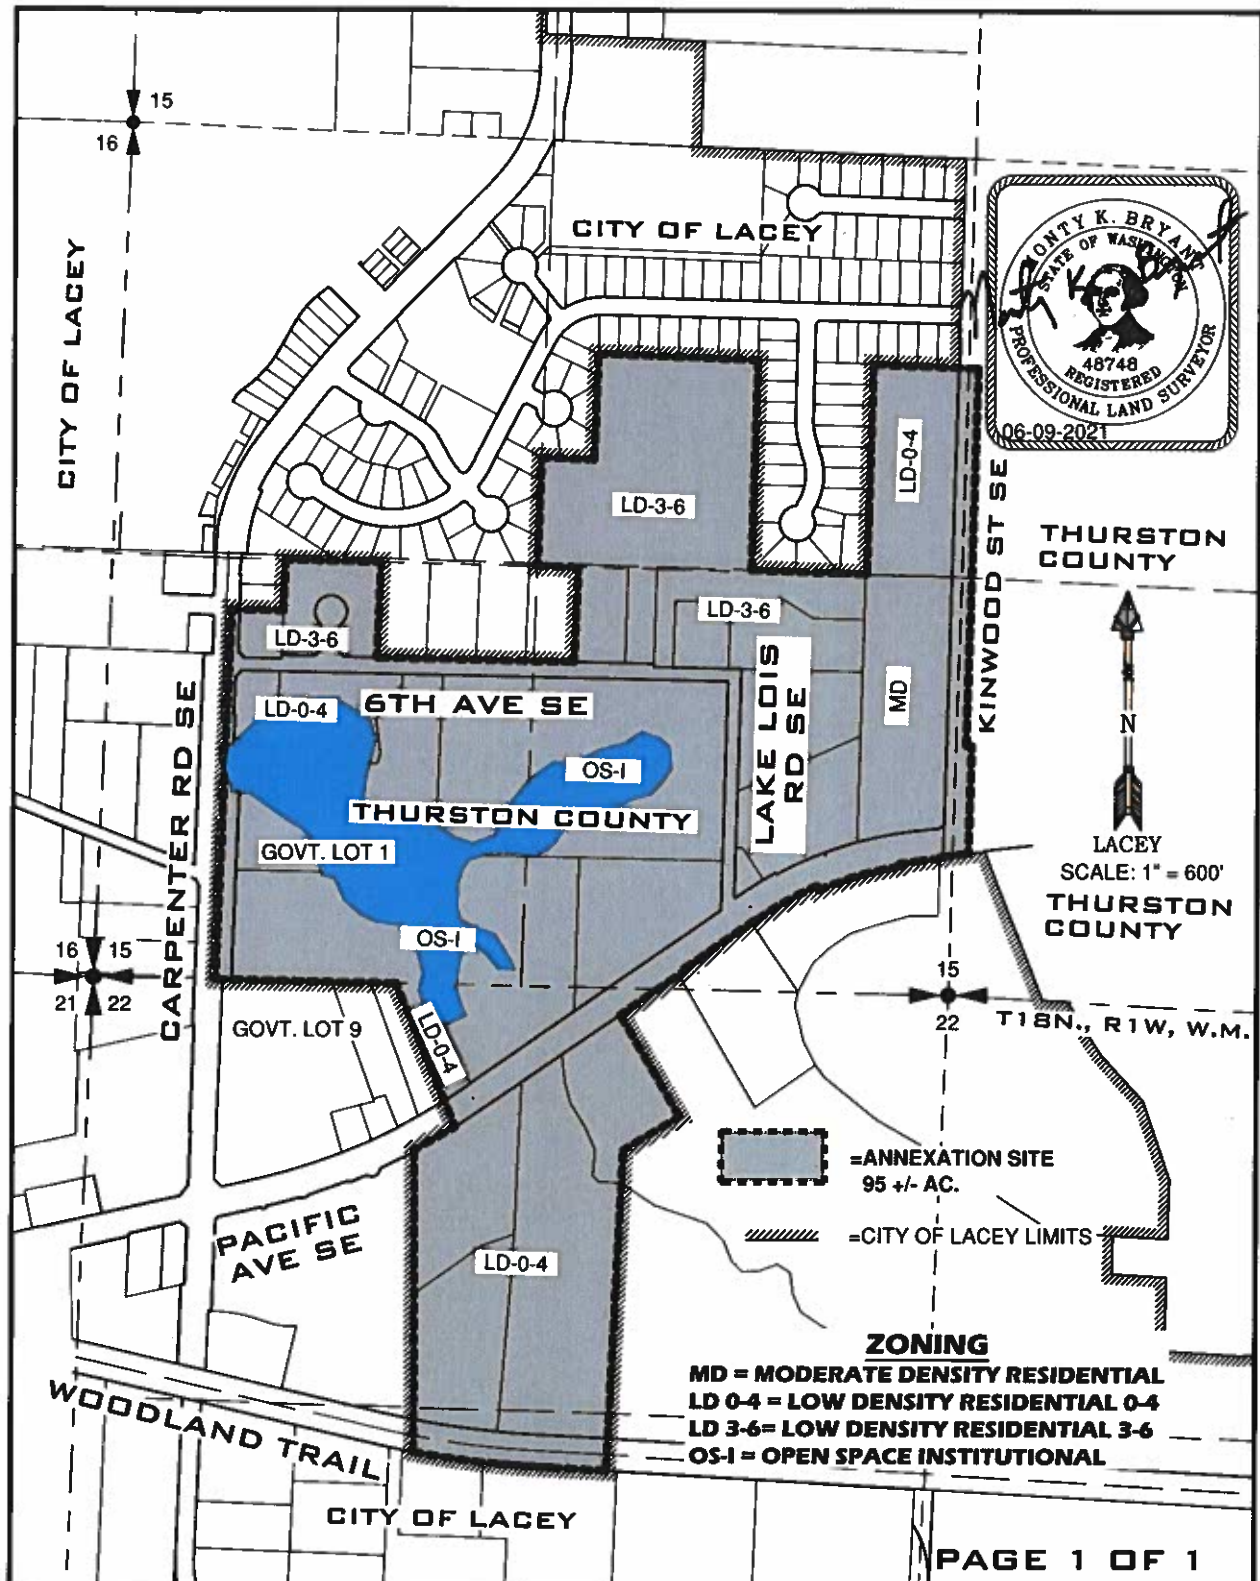 15
16
CITY OF LACEY
CITY OF LACEY
MONTY K. BRYANT
STATE OF WASHINGTON
48748
REGISTERED
PROFESSIONAL LAND SURVEYOR
06-09-2021
LD-0-4
LD-3-6
KINWOOD ST SE
THURSTON
COUNTY
LD-3-6
LD-3-6
LAKE LOIS
RD SE
MD
N
LACEY
SCALE: 1" = 600'
THURSTON
COUNTY
CARPENTER RD SE
LD-0-4
6TH AVE SE
OS-I
THURSTON COUNTY
GOVT. LOT 1
OS-I
16 15
21 22
15
22
T18N., R1W, W.M.
GOVT. LOT 9
LD-0-4
=ANNEXATION SITE
95 +/- AC.
=CITY OF LACEY LIMITS
PACIFIC
AVE SE
LD-0-4
ZONING
MD = MODERATE DENSITY RESIDENTIAL
LD 0-4 = LOW DENSITY RESIDENTIAL 0-4
LD 3-6= LOW DENSITY RESIDENTIAL 3-6
OS-I = OPEN SPACE INSTITUTIONAL
WOODLAND TRAIL
CITY OF LACEY
PAGE 1 OF 1